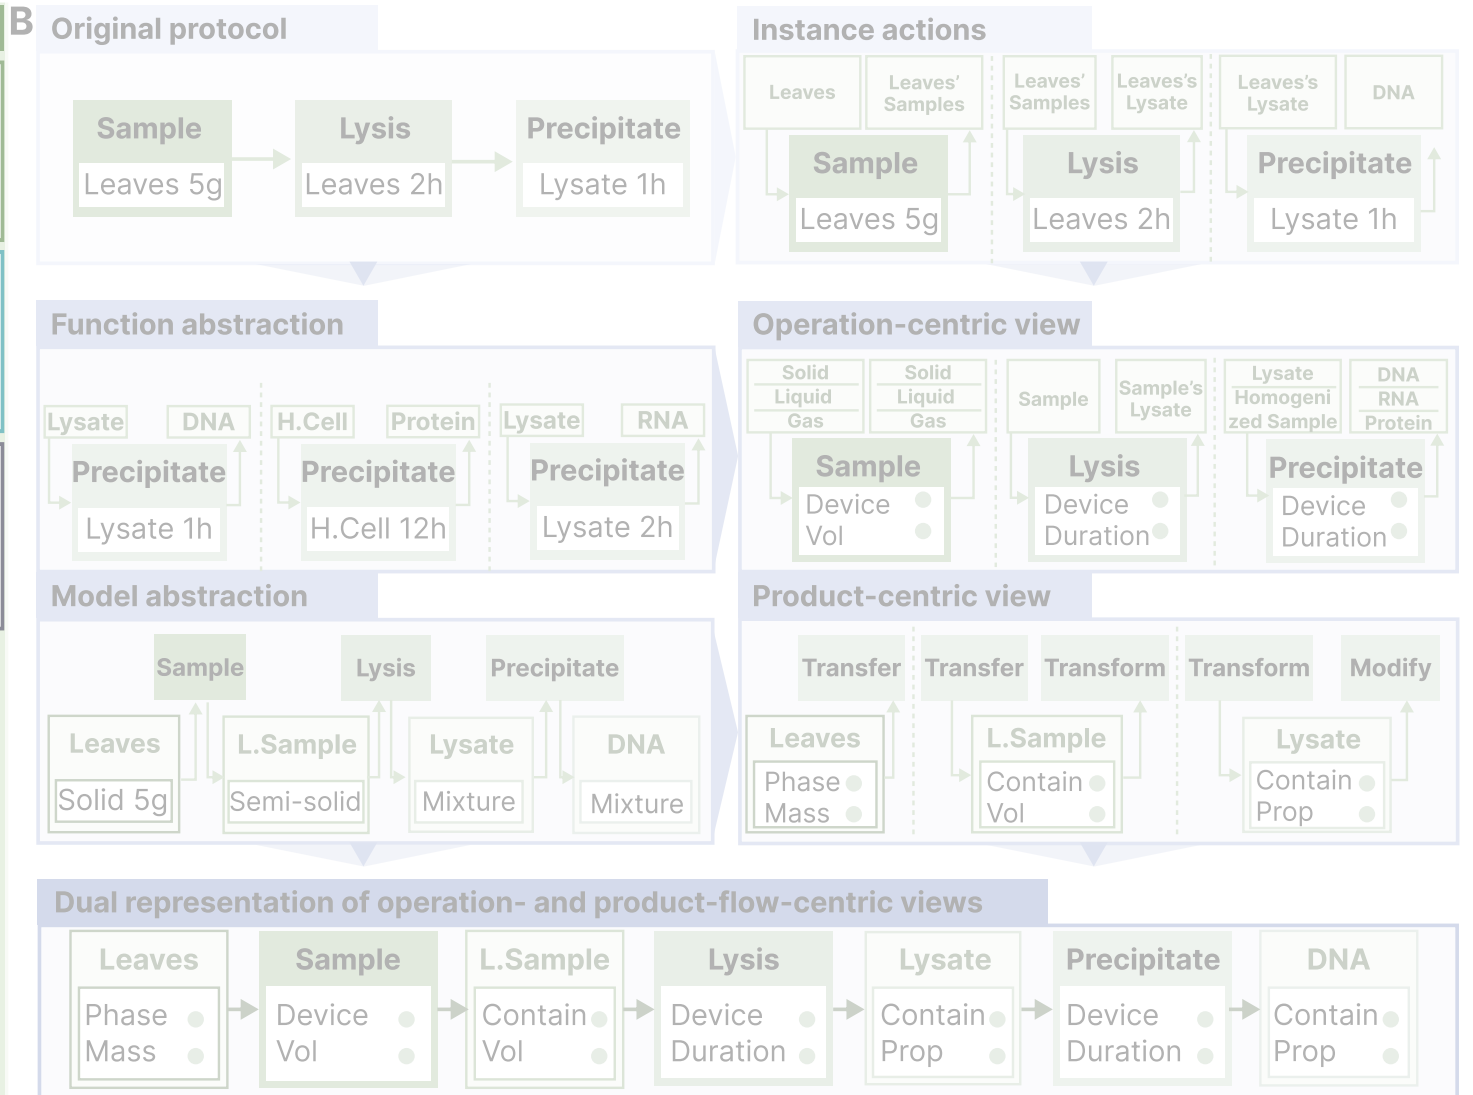 B
Original protocol
Sample
Leaves 5g
Lysis
Leaves 2h
Precipitate
Lysate 1h
Instance actions
Leaves
Leaves'
Samples
Sample
Leaves 5g
Leaves'
Samples
Leaves's
Lysate
Lysis
Leaves 2h
Leaves's
Lysate
DNA
Precipitate
Lysate 1h
Function abstraction
Lysate
DNA
Precipitate
Lysate 1h
H.Cell
Protein
Precipitate
H.Cell 12h
Lysate
RNA
Precipitate
Lysate 2h
Operation-centric view
Solid
Liquid
Gas
Solid
Liquid
Gas
Sample
Device
Vol
Sample
Sample's
Lysate
Lysis
Device
Duration
Lysate
Homogeni
zed Sample
DNA
RNA
Protein
Precipitate
Device
Duration
Model abstraction
Sample
Lysis
Precipitate
Leaves
Solid 5g
L.Sample
Semi-solid
Lysate
Mixture
DNA
Mixture
Product-centric view
Transfer
Leaves
Phase
Mass
Transfer
Transform
L.Sample
Contain
Vol
Transform
Modify
Lysate
Contain
Prop
Dual representation of operation- and product-flow-centric views
Leaves
Phase
Mass
Sample
Device
Vol
L.Sample
Contain
Vol
Lysis
Device
Duration
Lysate
Contain
Prop
Precipitate
Device
Duration
DNA
Contain
Prop